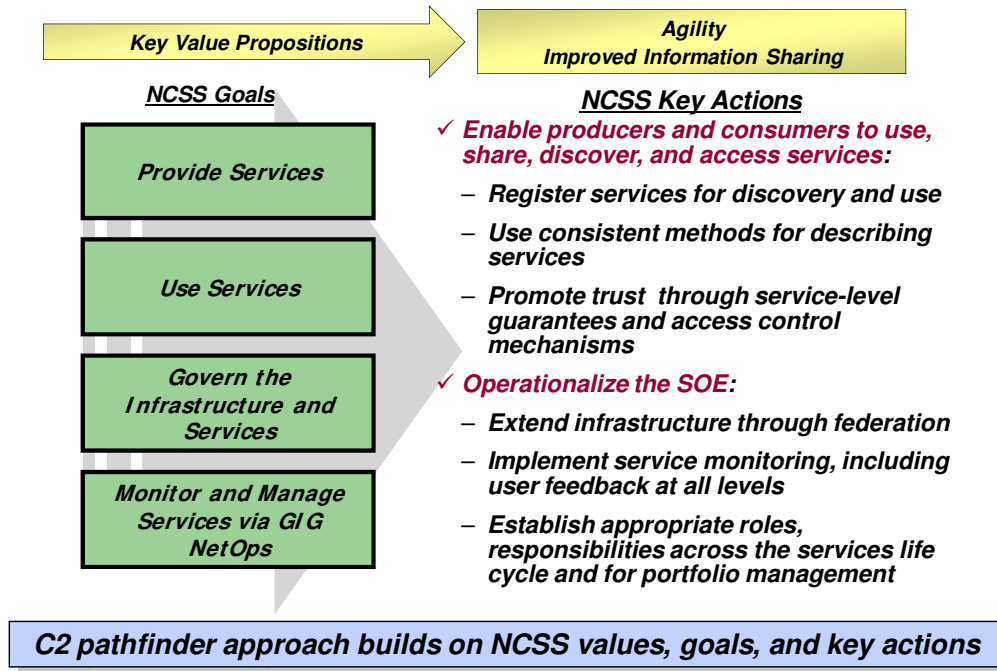 Key Value Propositions
Agility
Improved Information Sharing
NCSS Goals
Provide Services
Use Services
Govern the
Infrastructure and
Services
Monitor and Manage
Services via GIG
NetOps
NCSS Key Actions
✓ Enable producers and consumers to use,
share, discover, and access services:
– Register services for discovery and use
– Use consistent methods for describing
services
– Promote trust through service-level
guarantees and access control
mechanisms
✓ Operationalize the SOE:
– Extend infrastructure through federation
– Implement service monitoring, including
user feedback at all levels
– Establish appropriate roles,
responsibilities across the services life
cycle and for portfolio management
C2 pathfinder approach builds on NCSS values, goals, and key actions